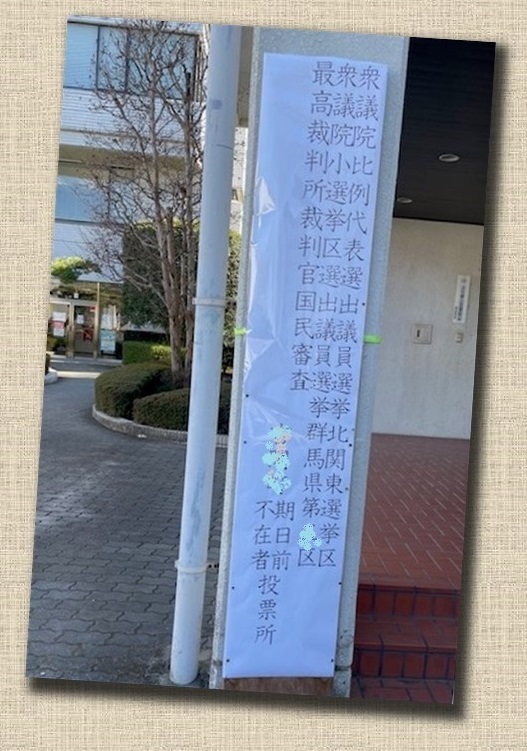 衆議院比例代表選出議員選挙北関東選挙区
衆議院小選挙区選出議員選挙群馬県第区
最高裁判所裁判官国民審査
期日前
不在者
投票所